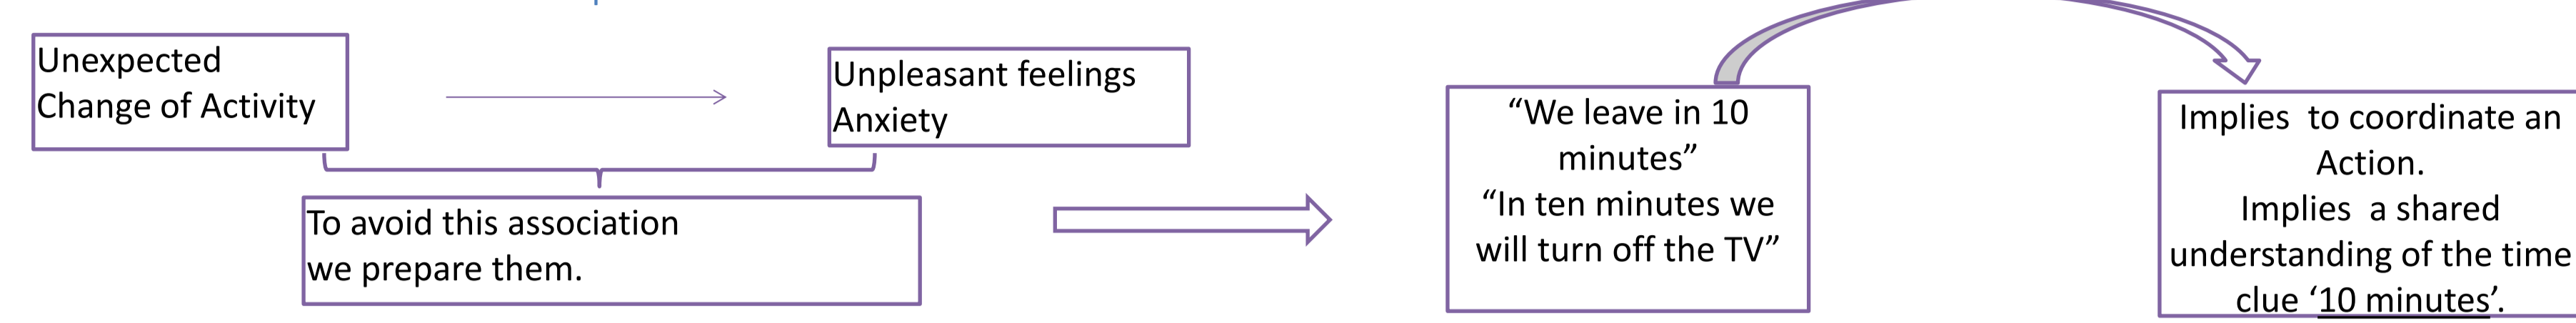 Unexpected
Change of Activity
Unpleasant feelings
Anxiety
To avoid this association
we prepare them.
“We leave in 10
minutes”
“In ten minutes we
will turn off the TV”
Implies to coordinate an
Action.
Implies a shared
understanding of the time
clue ‘10 minutes’.